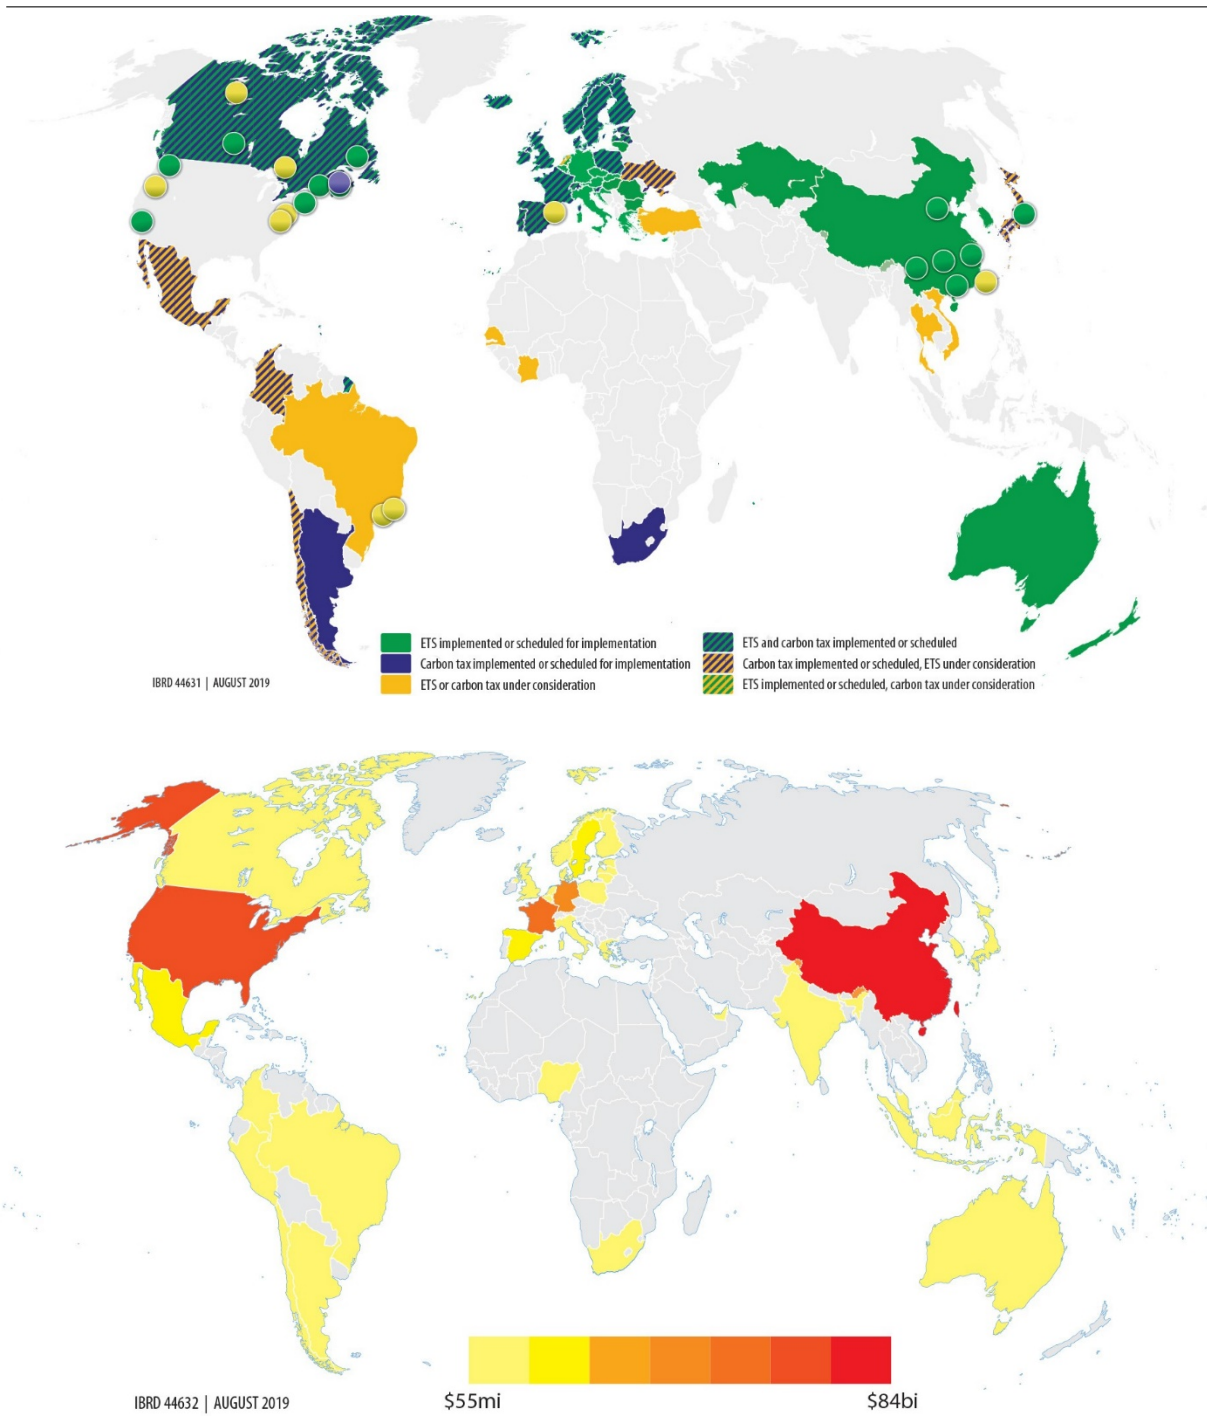 ETS implemented or scheduled for implementation
Carbon tax implemented or scheduled for implementation
ETS or carbon tax under consideration
ETS and carbon tax implemented or scheduled
Carbon tax implemented or scheduled, ETS under consideration
ETS implemented or scheduled, carbon tax under consideration
IBRD 44631 | AUGUST 2019
$55mi
$84bi
IBRD 44632 | AUGUST 2019